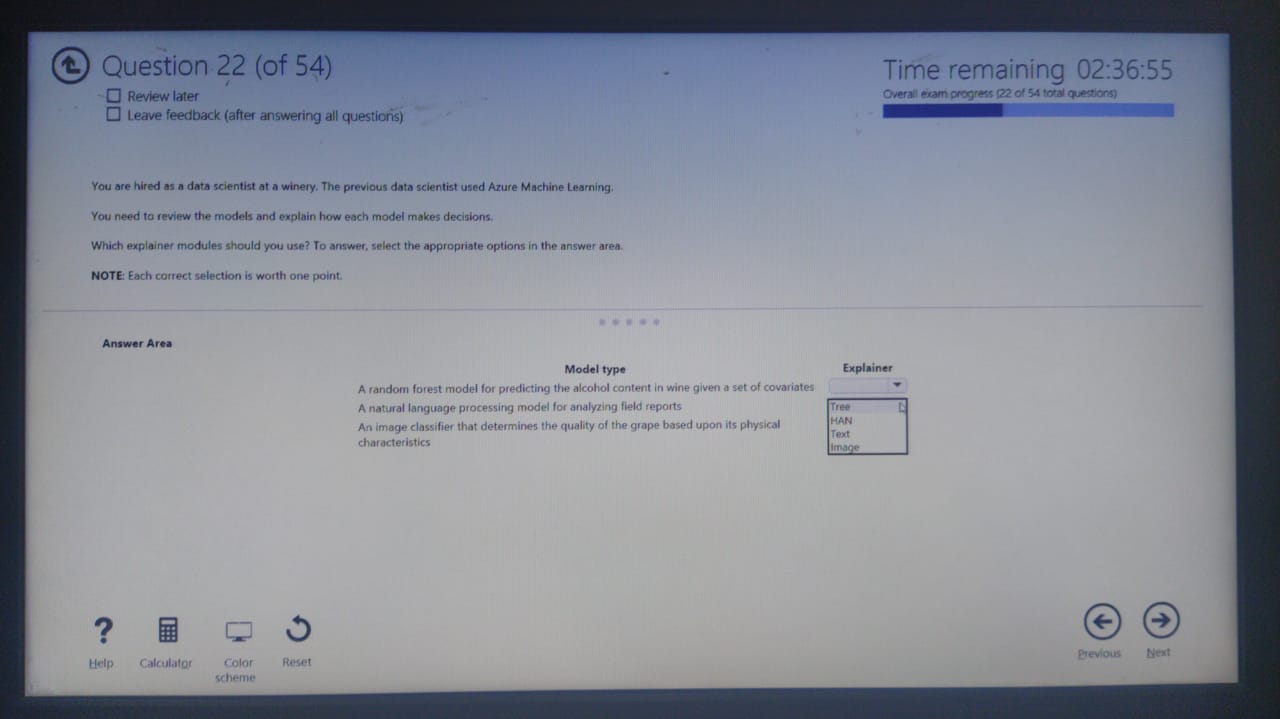 Question 22 (of 54)
Review later
Leave feedback (after answering all questions)
Time remaining 02:36:55
Overall exam progress (22 of 54 total questions)
You are hired as a data scientist at a winery. The previous data scientist used Azure Machine Learning.
You need to review the models and explain how each model makes decisions.
Which explainer modules should you use? To answer, select the appropriate options in the answer area.
NOTE: Each correct selection is worth one point.
Answer Area
Model type Explainer
A random forest model for predicting the alcohol content in wine given a set of covariates
A natural language processing model for analyzing field reports
An image classifier that determines the quality of the grape based upon its physical
characteristics
Tree
HAN
Text
Image
?
Help
Calculator
Color
scheme
Reset
Previous
Next